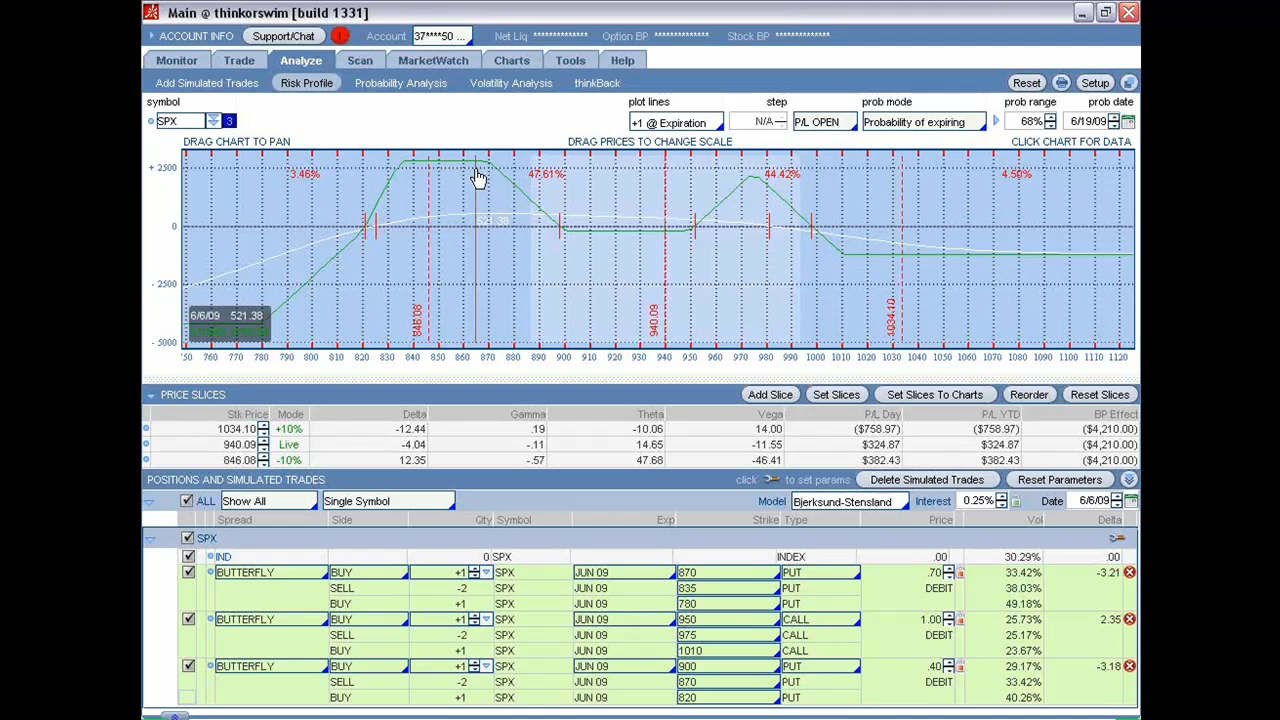 Main @ thinkorswim [build 1331]
ACCOUNT INFO Support/Chat ! Account 37****50 ... Net Liq ************* Option BP ************* Stock BP *************
Monitor Trade Analyze Scan MarketWatch Charts Tools Help
Add Simulated Trades Risk Profile Probability Analysis Volatility Analysis thinkBack Reset Setup
symbol plot lines step prob mode prob range prob date
SPX 3 +1 @ Expiration N/A P/L OPEN Probability of expiring 68% 6/19/09
DRAG CHART TO PAN DRAG PRICES TO CHANGE SCALE CLICK CHART FOR DATA
+ 2500 3.46% 47.61% 44.42% 4.50%
0 521.38
- 2500
6/6/09 521.38
846.08 940.09 1034.10
- 5000
750 760 770 780 790 800 810 820 830 840 850 860 870 880 890 900 910 920 930 940 950 960 970 980 990 1000 1010 1020 1030 1040 1050 1060 1070 1080 1090 1100 1120
PRICE SLICES Add Slice Set Slices Set Slices To Charts Reorder Reset Slices
Stk Price Mode Delta Gamma Theta Vega P/L Day P/L YTD BP Effect
1034.10 +10% -12.44 .19 -10.06 14.00 ($758.97) ($758.97) ($4,210.00)
940.09 Live -4.04 -.11 14.65 -11.55 $324.87 $324.87 ($4,210.00)
846.08 -10% 12.35 -.57 47.68 -46.41 $382.43 $382.43 ($4,210.00)
POSITIONS AND SIMULATED TRADES click to set params Delete Simulated Trades Reset Parameters
ALL Show All Single Symbol Model Bjerksund-Stensland Interest 0.25% Date 6/6/09
Spread Side Qty Symbol Exp Strike Type Price Vol Delta
SPX
IND 0 SPX INDEX .00 30.29% .00
BUTTERFLY BUY +1 SPX JUN 09 870 PUT .70 33.42% -3.21
SELL -2 SPX JUN 09 835 PUT DEBIT 38.03%
BUY +1 SPX JUN 09 780 PUT 49.18%
BUTTERFLY BUY +1 SPX JUN 09 950 CALL 1.00 25.73% 2.35
SELL -2 SPX JUN 09 975 CALL DEBIT 25.17%
BUY +1 SPX JUN 09 1010 CALL 23.67%
BUTTERFLY BUY +1 SPX JUN 09 900 PUT .40 29.17% -3.18
SELL -2 SPX JUN 09 870 PUT DEBIT 33.42%
BUY +1 SPX JUN 09 820 PUT 40.26%